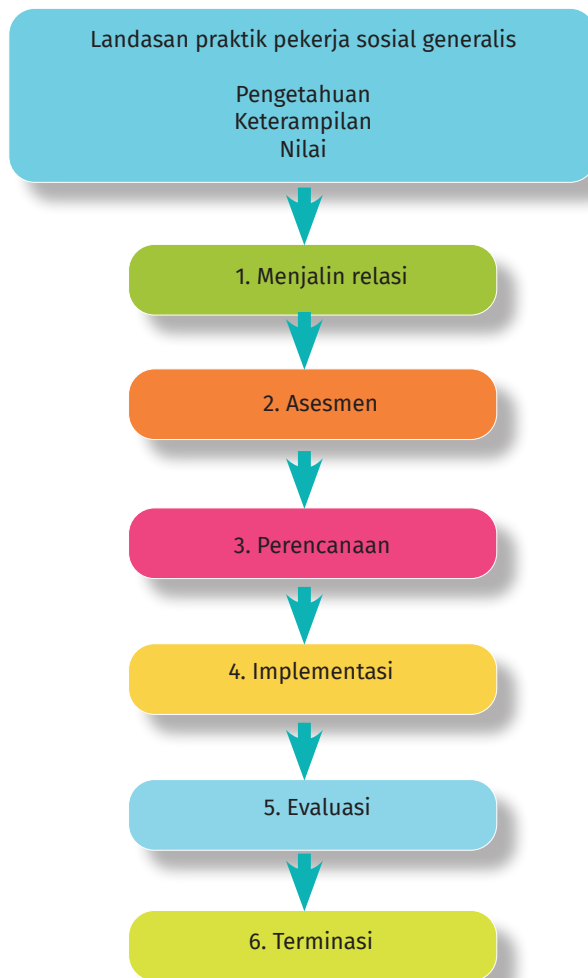 Landasan praktik pekerja sosial generalis
Pengetahuan
Keterampilan
Nilai
1. Menjalin relasi
2. Asesmen
3. Perencanaan
4. Implementasi
5. Evaluasi
6. Terminasi